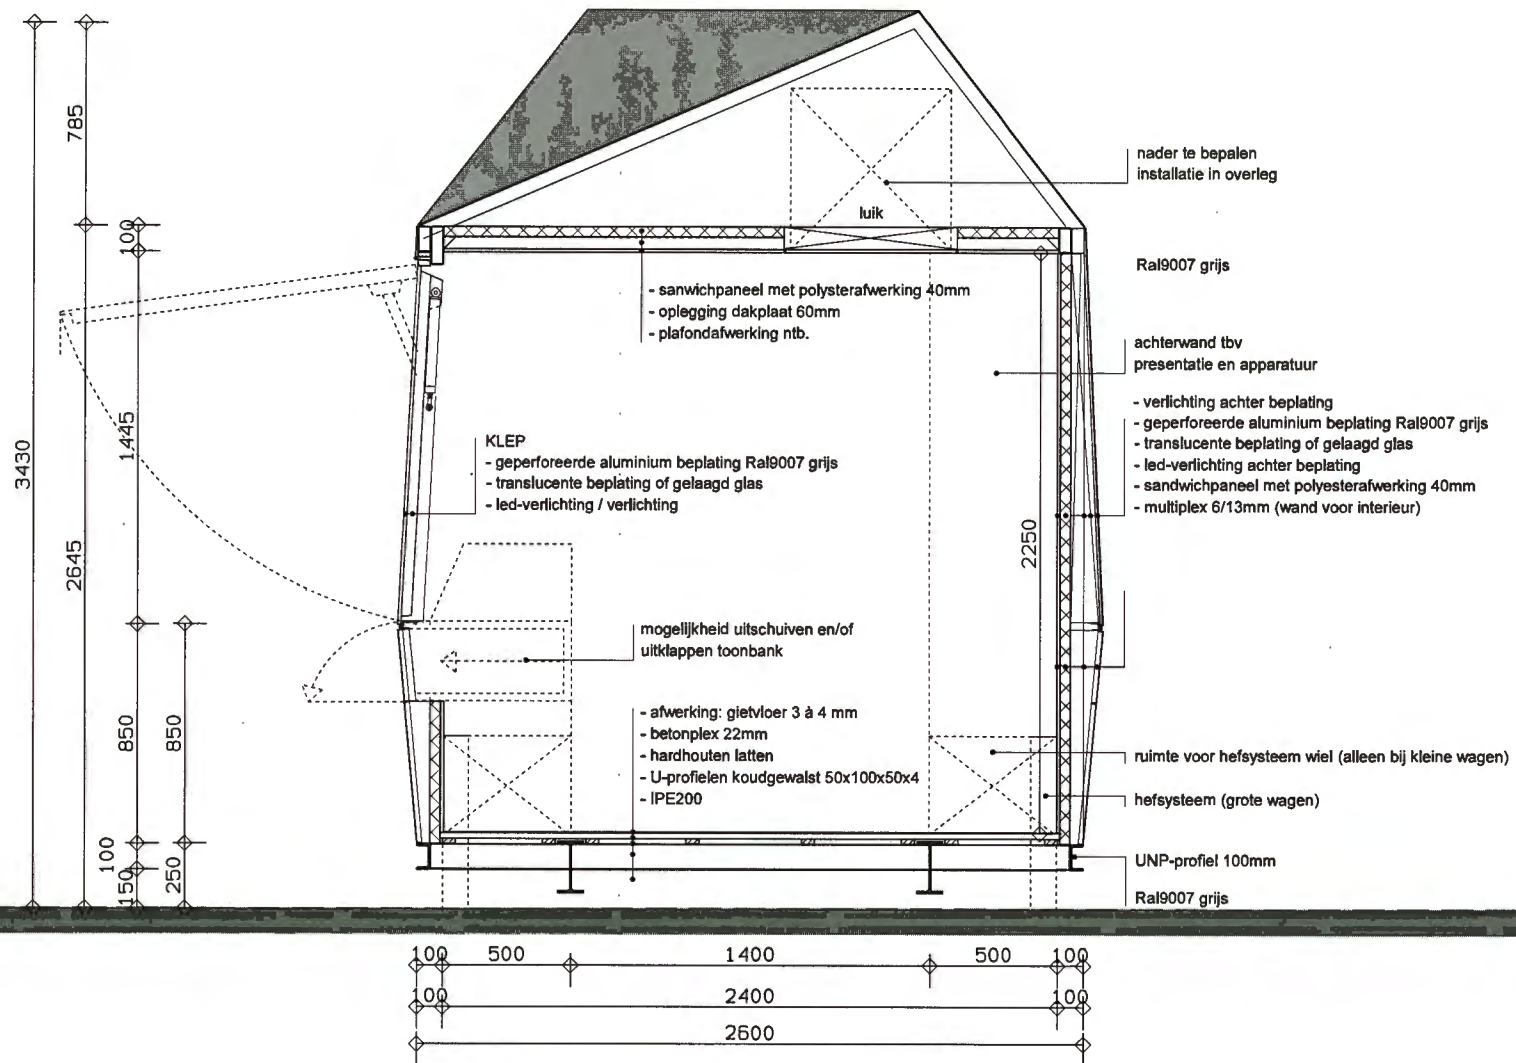 785
nader te bepalen
installatie in overleg
luik
100
Ral9007 grijs
- sanwichpaneel met polysterafwerking 40mm
- oplegging dakplaat 60mm
- plafondafwerking ntb.
achterwand tbv
presentatie en apparatuur
- verlichting achter beplating
- geperforeerde aluminium beplating Ral9007 grijs
- translucente beplating of gelaagd glas
- led-verlichting achter beplating
- sandwichpaneel met polyesterafwerking 40mm
- multiplex 6/13mm (wand voor interieur)
KLEP
- geperforeerde aluminium beplating Ral9007 grijs
- translucente beplating of gelaagd glas
- led-verlichting / verlichting
3430
1445
2645
2250
mogelijkheid uitschuiven en/of
uitklappen toonbank
850
850
- afwerking: gietvloer 3 à 4 mm
- betonplex 22mm
- hardhouten latten
- U-profielen koudgewalst 50x100x50x4
- IPE200
ruimte voor hefsysteem wiel (alleen bij kleine wagen)
hefsysteem (grote wagen)
100
150
250
UNP-profiel 100mm
Ral9007 grijs
100 500 1400 500 100
100 2400 100
2600